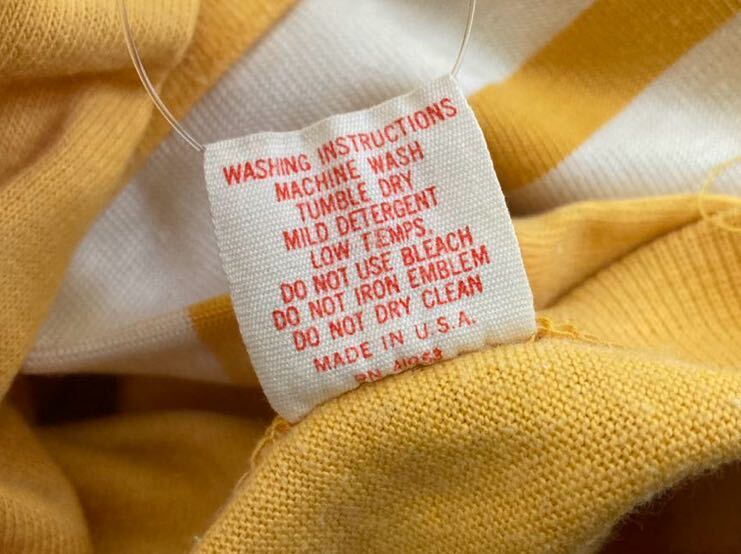 WASHING INSTRUCTIONS
MACHINE WASH
TUMBLE DRY
MILD DETERGENT
LOW TEMPS.
DO NOT USE BLEACH
DO NOT IRON EMBLEM
DO NOT DRY CLEAN
MADE IN U.S.A.
RN